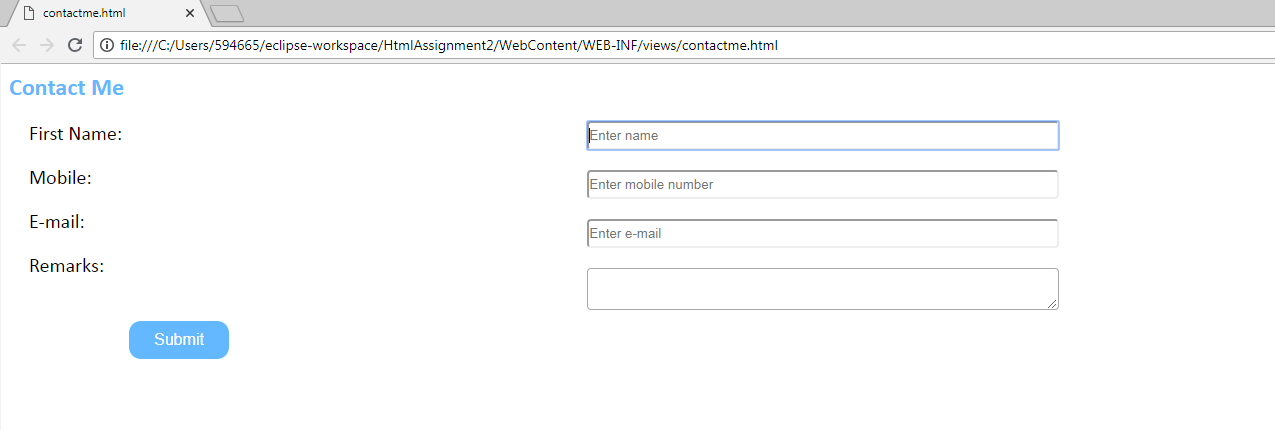 contactme.html
file:///C:/Users/594665/eclipse-workspace/HtmlAssignment2/WebContent/WEB-INF/views/contactme.html
Contact Me
First Name:
Enter name
Mobile:
Enter mobile number
E-mail:
Enter e-mail
Remarks:
Submit